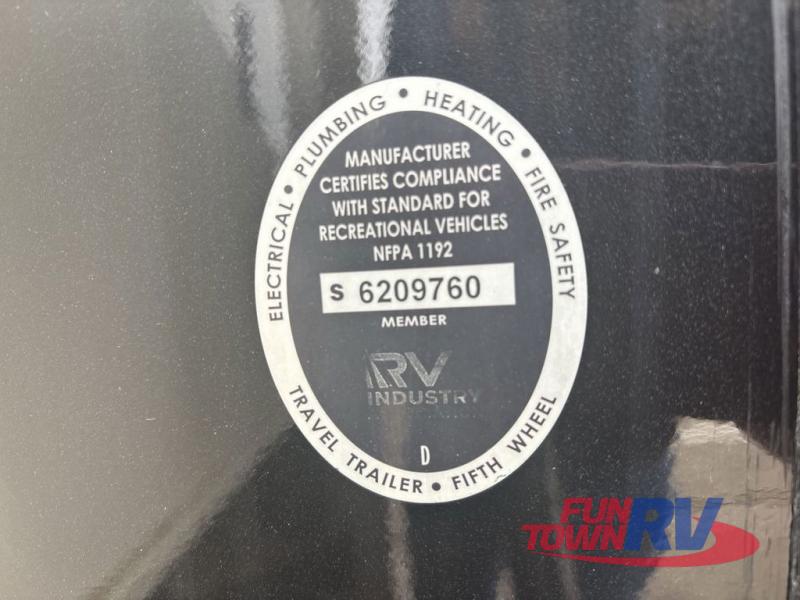 ELECTRICAL • PLUMBING • HEATING • FIRE SAFETY
MANUFACTURER
CERTIFIES COMPLIANCE
WITH STANDARD FOR
RECREATIONAL VEHICLES
NFPA 1192
S 6209760
MEMBER
RV
INDUSTRY
D
TRAVEL TRAILER • FIFTH WHEEL
FUN
TOWN RV